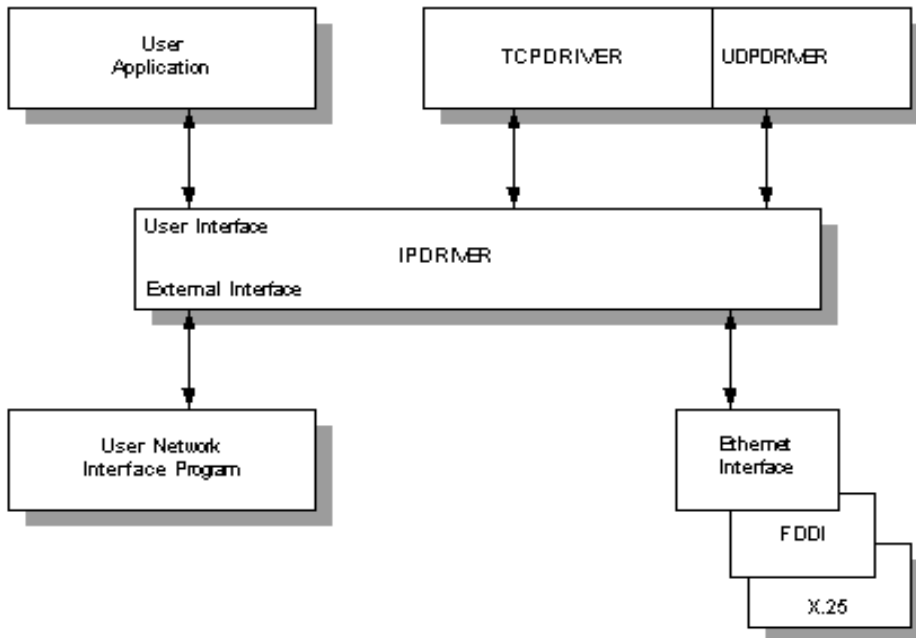 User
Application
TCPDRIVER
UDPDRIVER
User Interface
IPDRIVER
External Interface
User Network
Interface Program
Ethernet
Interface
FDDI
X.25